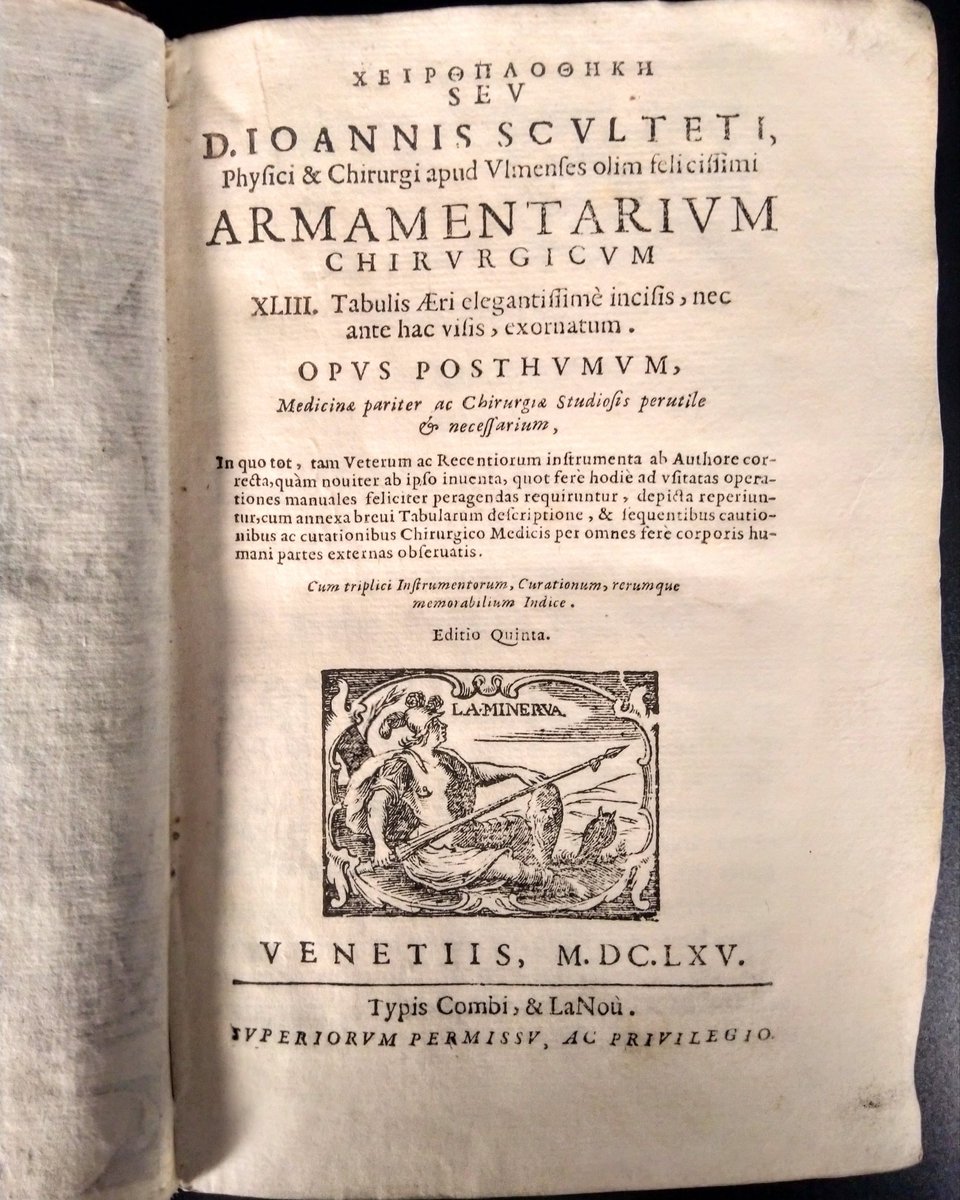 ΧΕΙΡΟΠΛΟΘΗΚΗ
SEV
D. IOANNIS SCVLTETI,
Phyſici & Chirurgi apud Vlmenſes olim feliciſſimi
ARMAMENTARIVM
CHIRVRGICVM
XLIII. Tabulis Æri elegantiſſimè inciſis, nec
ante hac viſis, exornatum.
OPVS POSTHVMVM,
Medicinæ pariter ac Chirurgiæ Studioſis perutile
& neceſſarium,
In quo tot, tam Veterum ac Recentiorum inſtrumenta ab Authore cor-
recta, quàm nouiter ab ipſo inuenta, quot ferè hodiè ad vſitatas opera-
tiones manuales feliciter peragendas requiruntur, depicta reperiun-
tur, cum annexa breui Tabularum deſcriptione, & ſequentibus cautio-
nibus ac curationibus Chirurgico Medicis per omnes ferè corporis hu-
mani partes externas obſeruatis.
Cum triplici Inſtrumentorum, Curationum, rerumque
memorabilium Indice.
Editio Quinta.
LA·MINERVA
VENETIIS, M.DC.LXV.
Typis Combi, & LaNoù.
SVPERIORVM PERMISSV, AC PRIVILEGIO.